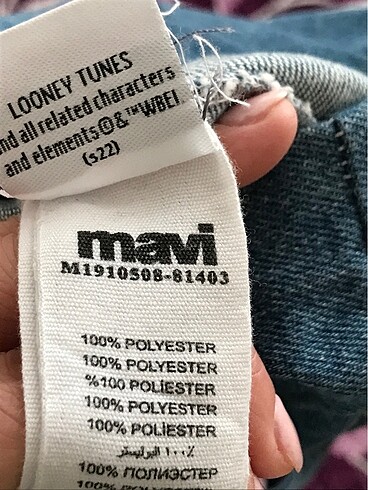 LOONEY TUNES
and all related characters
and elements©&™WBEI
(s22)
mavi
M1910508-81403
100% POLYESTER
100% POLYESTER
%100 POLİESTER
100% POLYESTER
100% POLIESTER
٪١٠٠ البوليستر
100% ПОЛИЭСТЕР